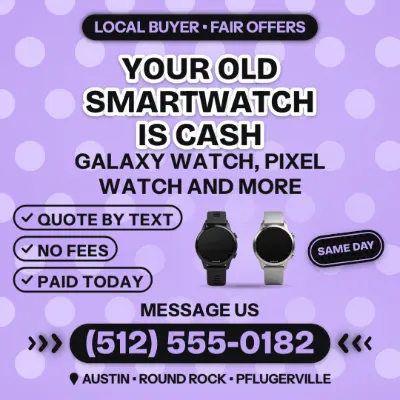 LOCAL BUYER • FAIR OFFERS
YOUR OLD
SMARTWATCH
IS CASH
GALAXY WATCH, PIXEL
WATCH AND MORE
QUOTE BY TEXT
NO FEES
PAID TODAY
SAME DAY
MESSAGE US
(512) 555-0182
AUSTIN • ROUND ROCK • PFLUGERVILLE